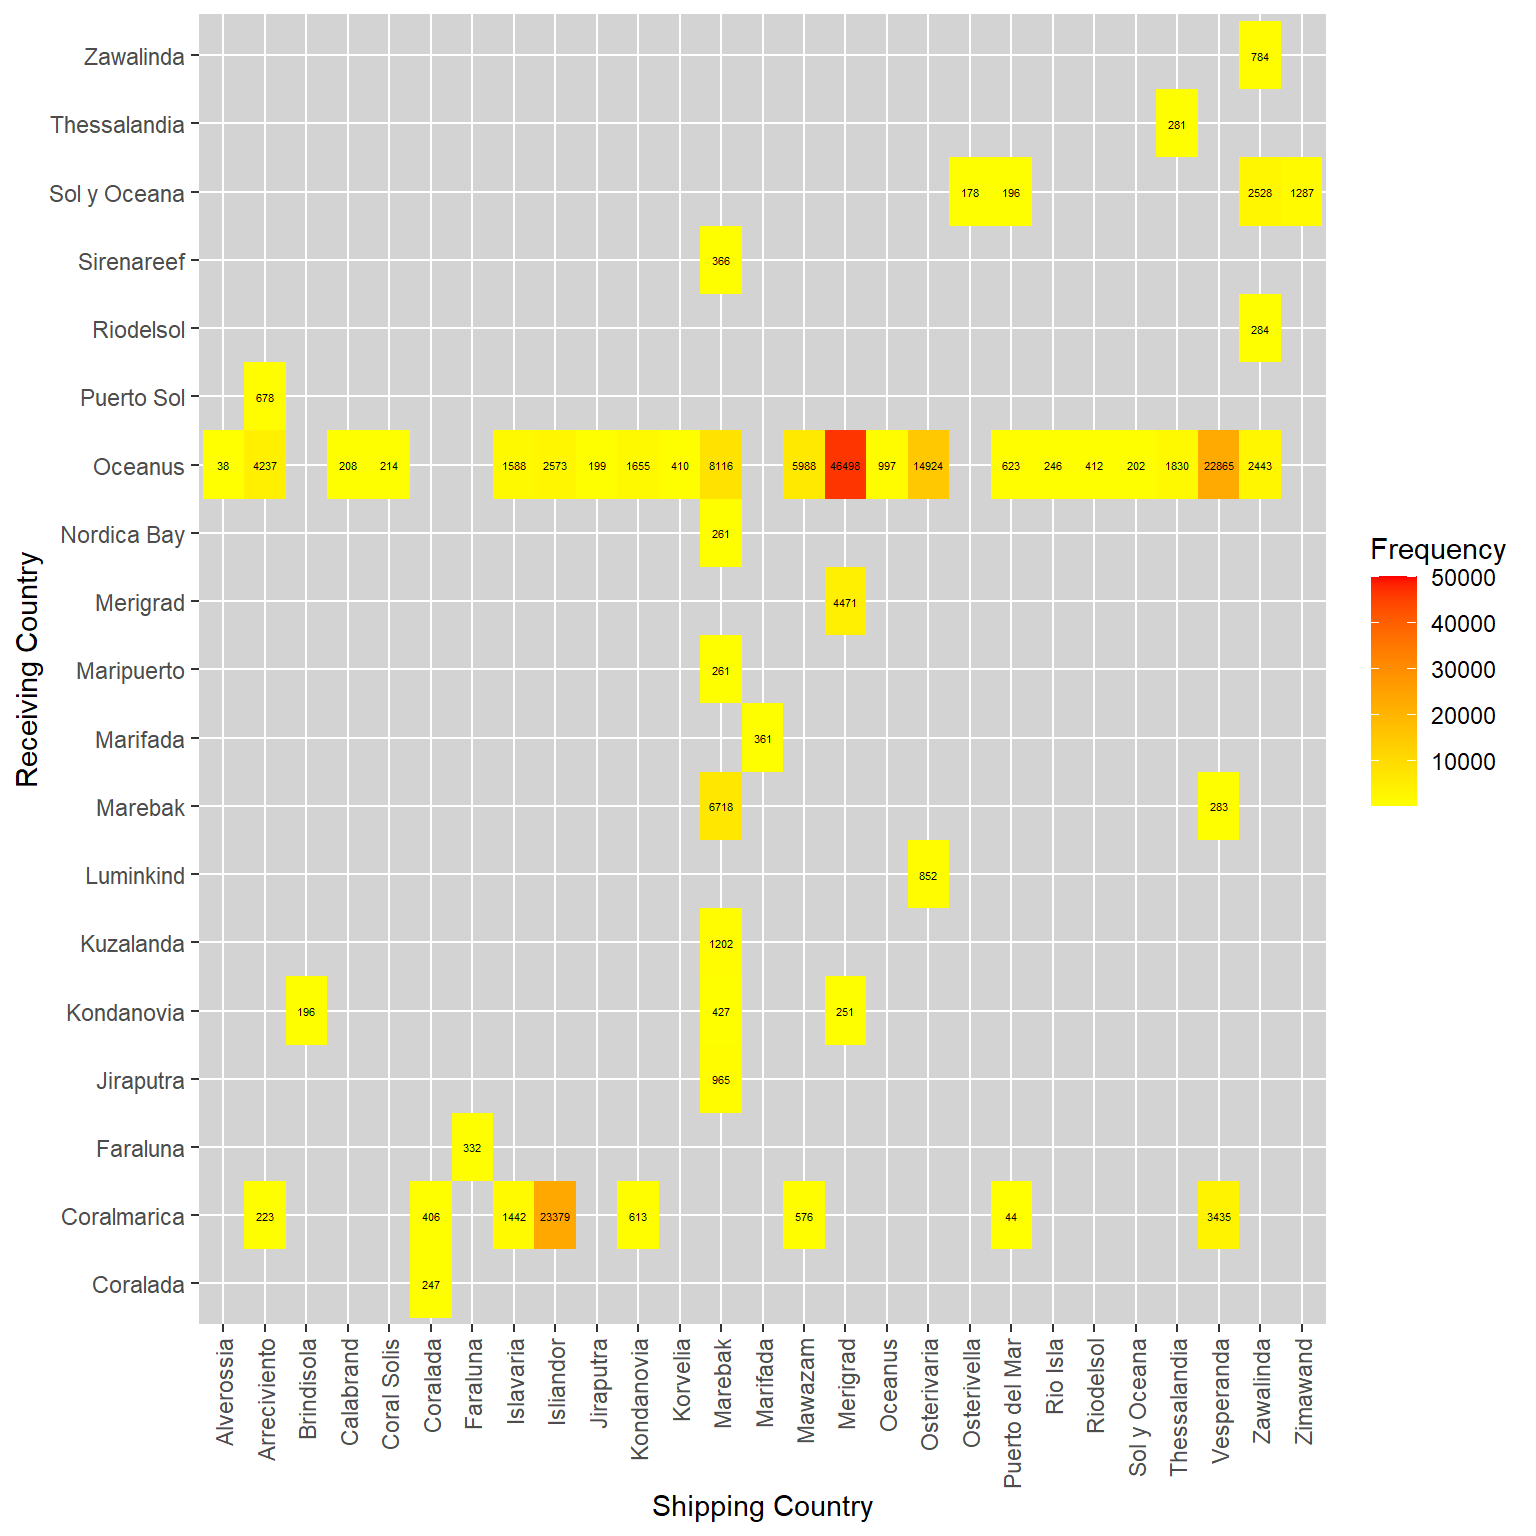 Zawalinda
784
Thessalandia
281
Sol y Oceana
178 196 2528 1287
Sirenareef
366
Riodelsol
284
Puerto Sol
678
Oceanus
38 4237 208 214 1588 2573 199 1655 410 8116 5988 46498 997 14924 623 246 412 202 1830 22865 2443
Nordica Bay
261
Merigrad
4471
Maripuerto
261
Marifada
361
Marebak
6718 283
Luminkind
852
Kuzalanda
1202
Kondanovia
196 427 251
Jiraputra
965
Faraluna
332
Coralmarica
223 406 1442 23379 613 576 44 3435
Coralada
247
Receiving Country
Alverossia
Arreciviento
Brindisola
Calabrand
Coral Solis
Coralada
Faraluna
Islavaria
Isliandor
Jiraputra
Kondanovia
Korvelia
Marebak
Marifada
Mawazam
Merigrad
Oceanus
Osterivaria
Osterivella
Puerto del Mar
Rio Isla
Riodelsol
Sol y Oceana
Thessalandia
Vesperanda
Zawalinda
Zimawand
Shipping Country
Frequency
50000
40000
30000
20000
10000